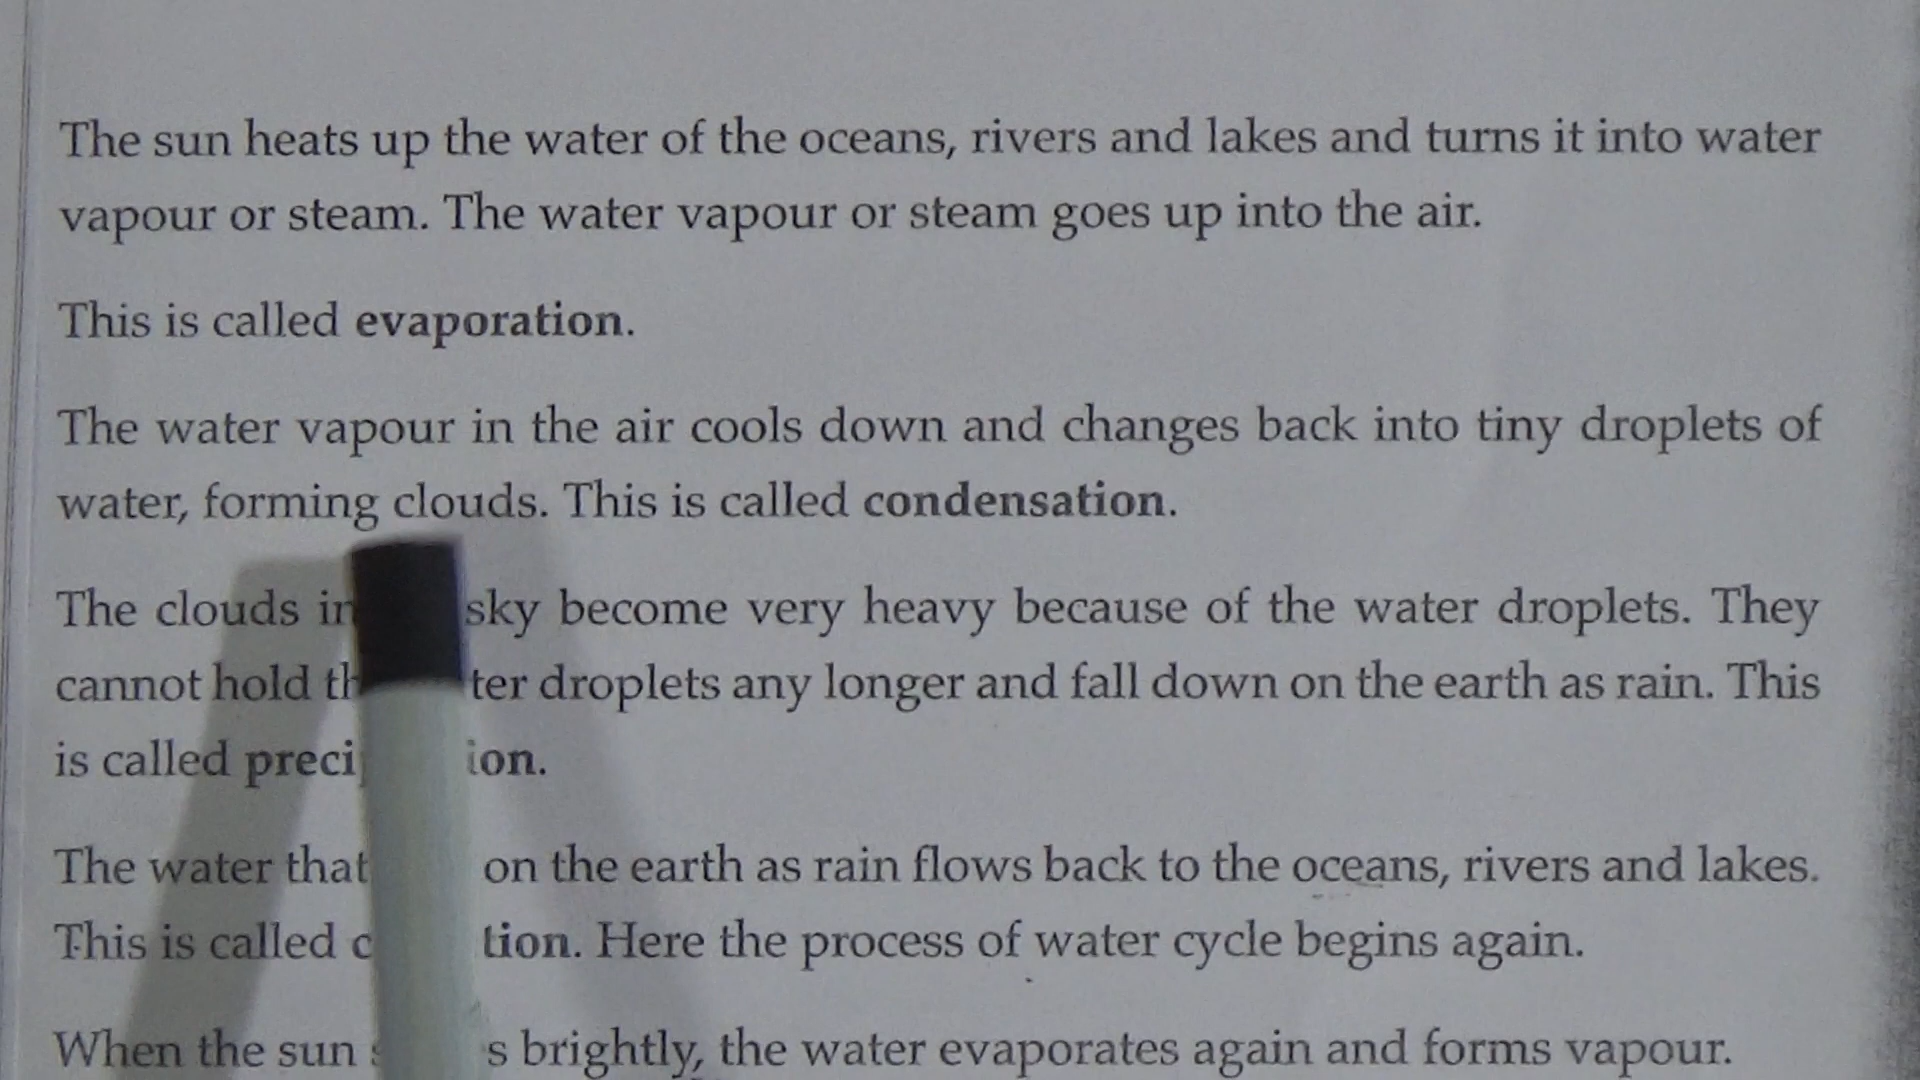 The sun heats up the water of the oceans, rivers and lakes and turns it into water
vapour or steam. The water vapour or steam goes up into the air.
This is called evaporation.
The water vapour in the air cools down and changes back into tiny droplets of
water, forming clouds. This is called condensation.
The clouds in sky become very heavy because of the water droplets. They
cannot hold droplets any longer and fall down on the earth as rain. This
is called
The water that on the earth as rain flows back to the oceans, rivers and lakes.
This is called Here the process of water cycle begins again.
When the sun brightly, the water evaporates again and forms vapour.